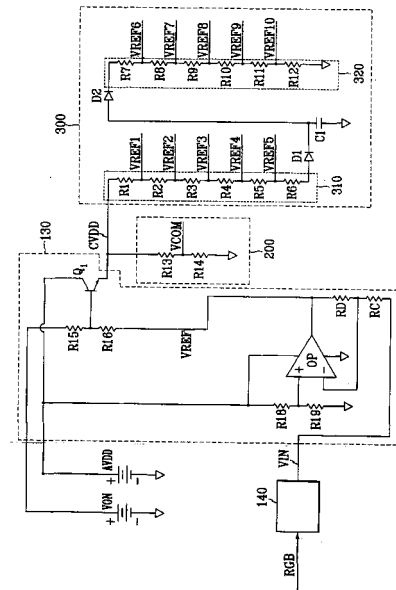 300
D2
R7
VREF6
R8
VREF7
R9
VREF8
R10
VREF9
R11
VREF10
R12
320
CVDD
R1
VREF1
R2
VREF2
R3
VREF3
R4
VREF4
R5
VREF5
R6
310
D1
C1
130
Q1
R15
R16
VREF
R13
VCOM
R14
200
R18
R19
+
-
OP
RD
RC
VON
+
-
AVDD
+
-
RGB
140
VIN